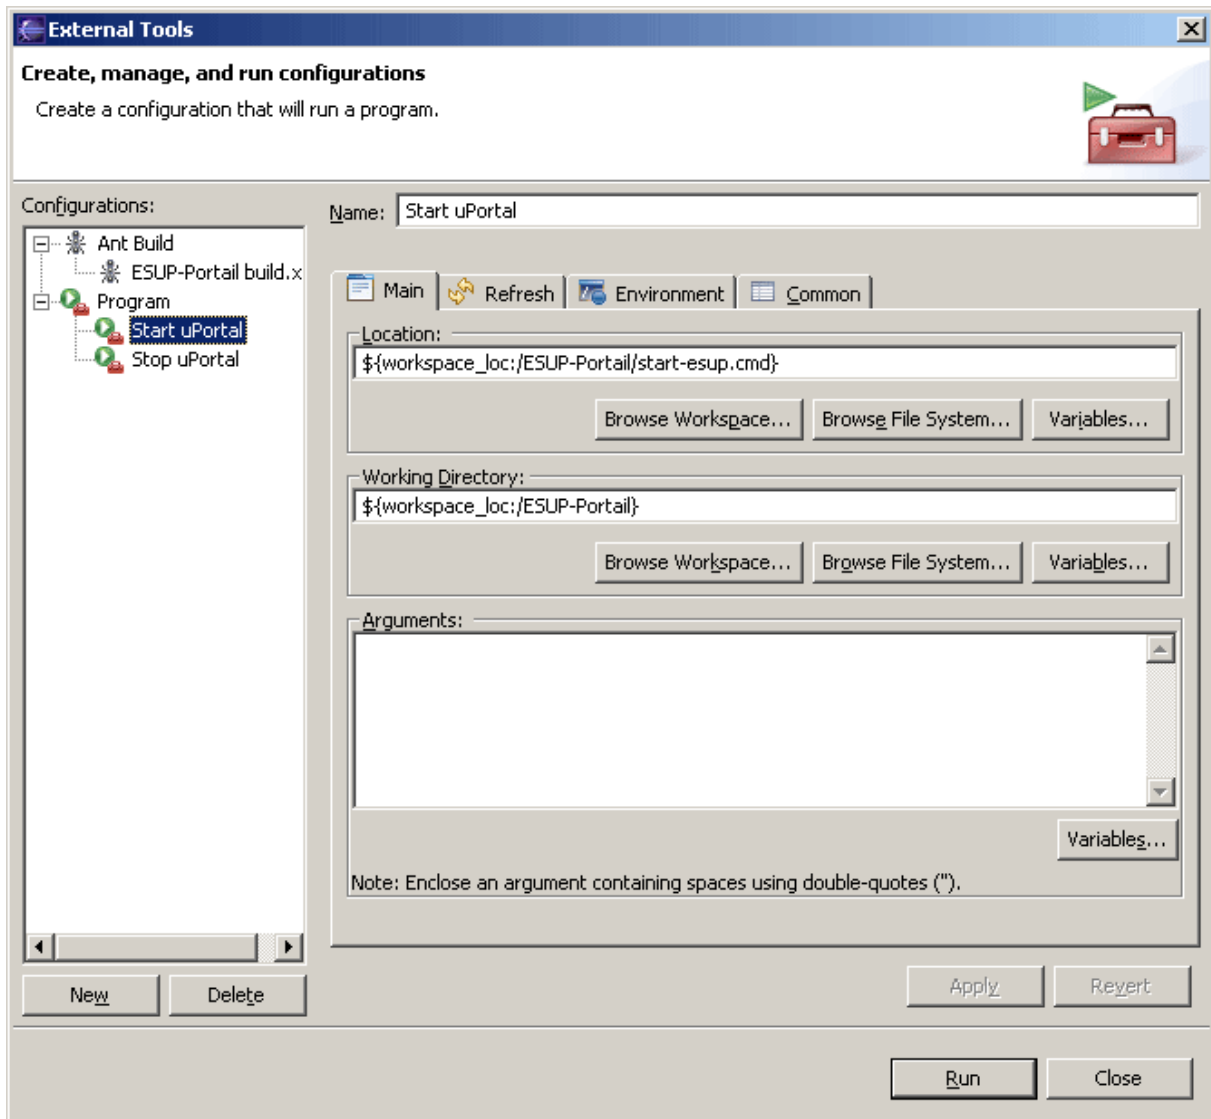 External Tools
Create, manage, and run configurations
Create a configuration that will run a program.
Configurations:
Name: Start uPortal
Ant Build
ESUP-Portail build.x
Program
Start uPortal
Stop uPortal
Main Refresh Environment Common
Location:
${workspace_loc:/ESUP-Portail/start-esup.cmd}
Browse Workspace... Browse File System... Variables...
Working Directory:
${workspace_loc:/ESUP-Portail}
Browse Workspace... Browse File System... Variables...
Arguments:
Variables...
Note: Enclose an argument containing spaces using double-quotes (").
New Delete
Apply Revert
Run Close